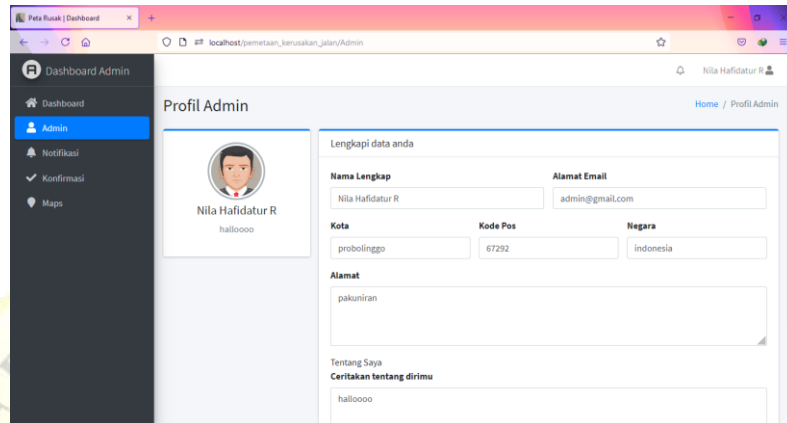 Peta Rusak | Dashboard
localhost/pemetaan_kerusakan_jalan/Admin
Dashboard Admin
Nila Hafidatur R
Dashboard
Admin
Notifikasi
Konfirmasi
Maps
Profil Admin
Home / Profil Admin
Nila Hafidatur R
halloooo
Lengkapi data anda
Nama Lengkap Alamat Email
Nila Hafidatur R admin@gmail.com
Kota Kode Pos Negara
probolinggo 67292 indonesia
Alamat
pakuniran
Tentang Saya
Ceritakan tentang dirimu
halloooo